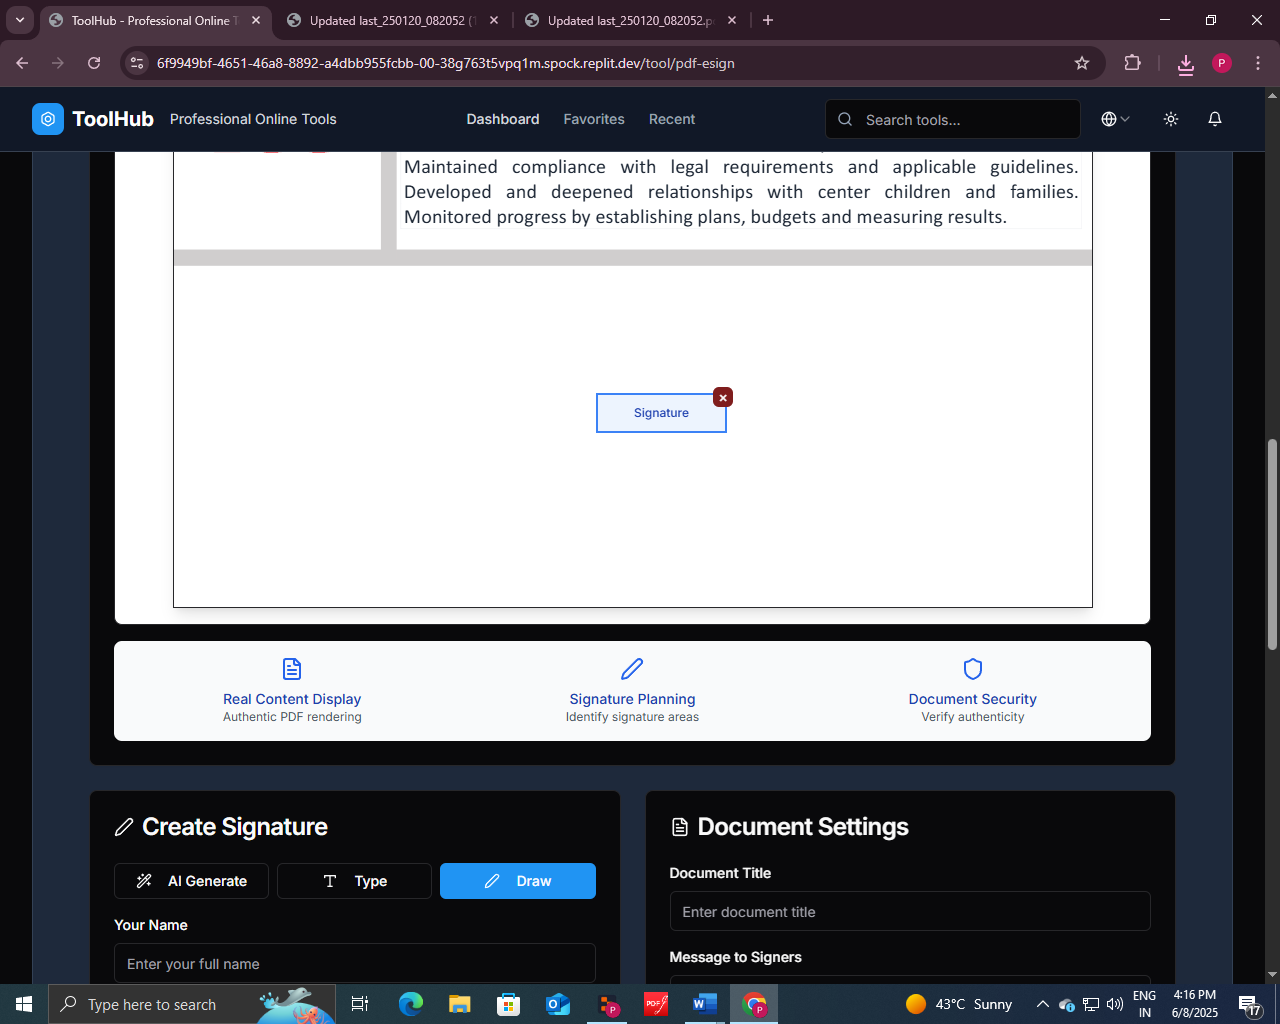 ToolHub - Professional Online T
Updated last_250120_082052 (1
Updated last_250120_082052.p
6f9949bf-4651-46a8-8892-a4dbb955fcbb-00-38g763t5vpq1m.spock.replit.dev/tool/pdf-esign
P
ToolHub
Professional Online Tools
Dashboard
Favorites
Recent
Search tools...
Maintained compliance with legal requirements and applicable guidelines.
Developed and deepened relationships with center children and families.
Monitored progress by establishing plans, budgets and measuring results.
Signature
Real Content Display
Authentic PDF rendering
Signature Planning
Identify signature areas
Document Security
Verify authenticity
Create Signature
AI Generate
Type
Draw
Your Name
Enter your full name
Document Settings
Document Title
Enter document title
Message to Signers
Type here to search
43°C Sunny
ENG
IN
4:16 PM
6/8/2025
17